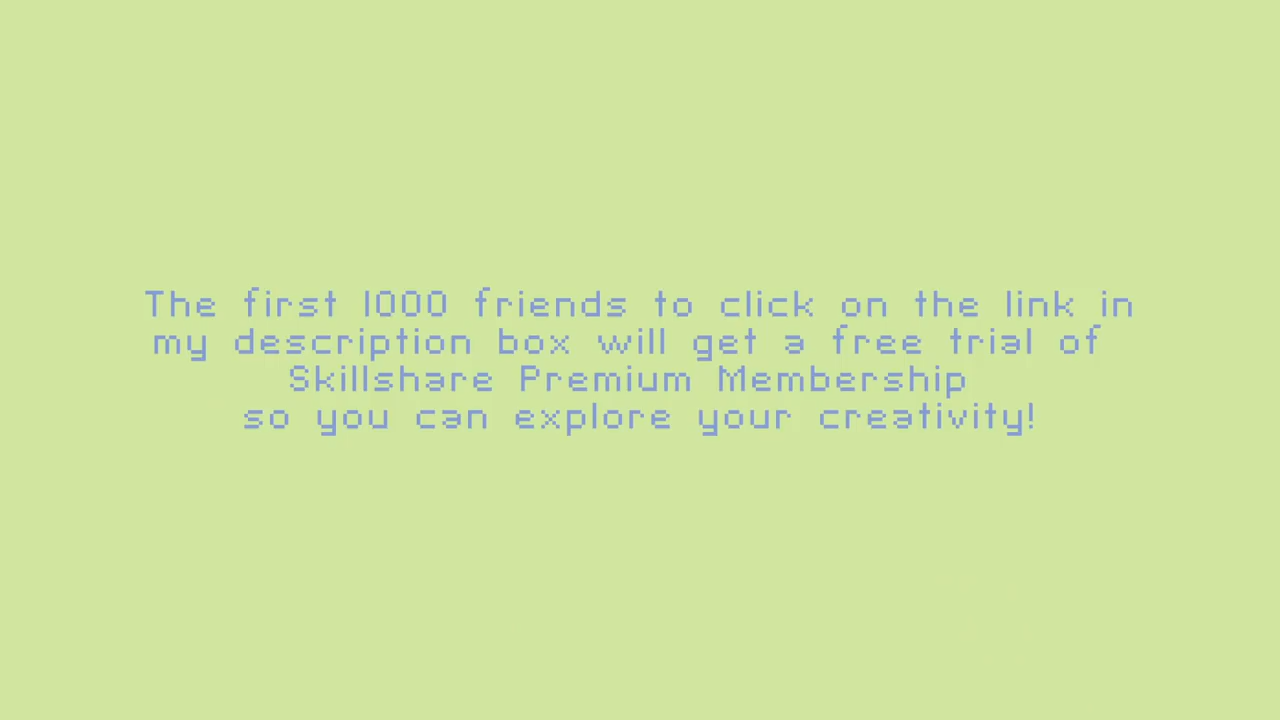 The first 1000 friends to click on the link in
my description box will get a free trial of
Skillshare Premium Membership
so you can explore your creativity!